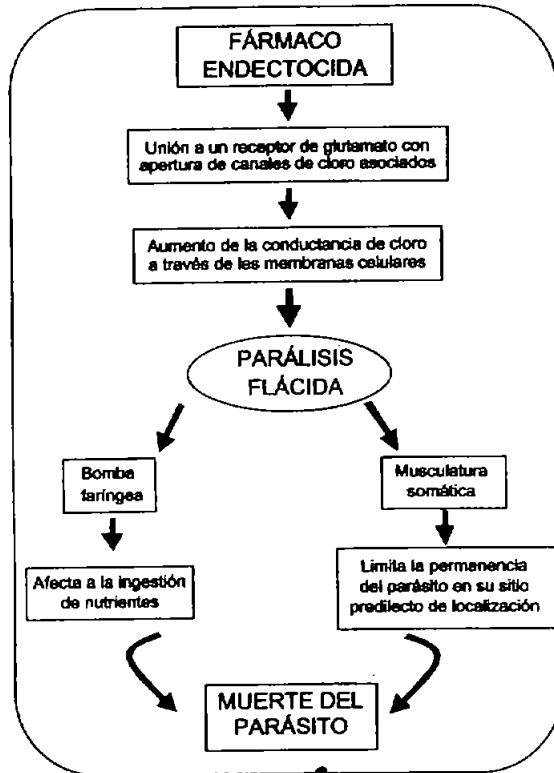 FÁRMACO
ENDECTOCIDA
Unión a un receptor de glutamato con
apertura de canales de cloro asociados
Aumento de la conductancia de cloro
a través de les membranas celulares
PARÁLISIS
FLÁCIDA
Bomba
faríngea
Musculatura
somática
Afecta a la ingestión
de nutrientes
Limita la permanencia
del parásito en su sitio
predilecto de localización
MUERTE DEL
PARÁSITO